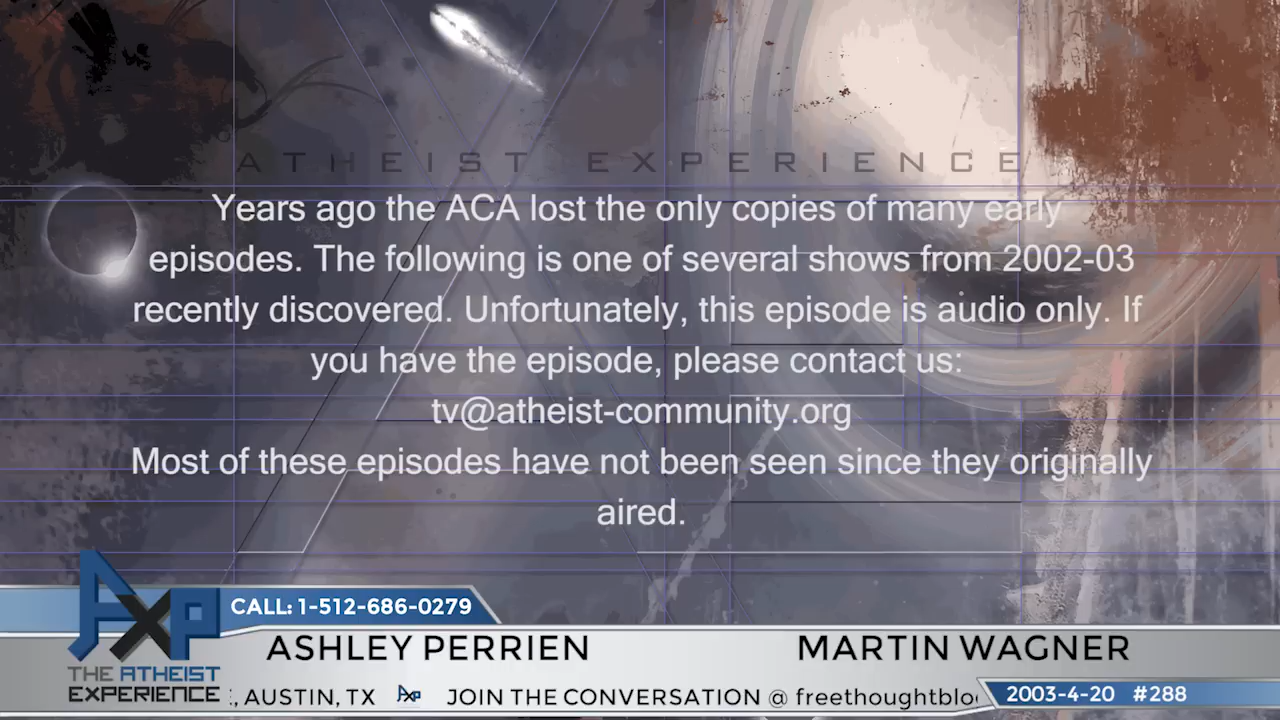 ATHEIST EXPERIENCE
Years ago the ACA lost the only copies of many early
episodes. The following is one of several shows from 2002-03
recently discovered. Unfortunately, this episode is audio only. If
you have the episode, please contact us:
tv@atheist-community.org
Most of these episodes have not been seen since they originally
aired.
CALL: 1-512-686-0279
AXP
ASHLEY PERRIEN MARTIN WAGNER
THE ATHEIST
EXPERIENCE
, AUSTIN, TX AXP JOIN THE CONVERSATION @ freethoughtblo
2003-4-20 #288